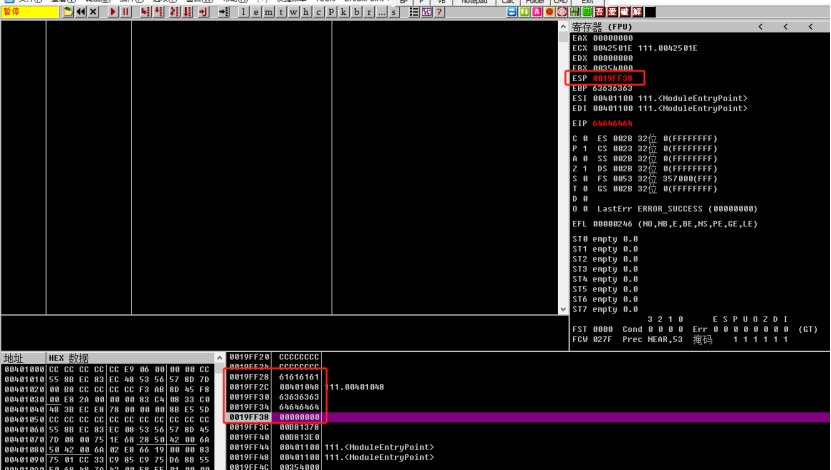 暂停
l e m t w h c P k b r ... s
?
吾 爱 破 解
寄存器 (FPU)
< < <
EAX 00000000
ECX 0042501E 111.0042501E
EDX 00000000
EBX 00354000
ESP 0019FF38
EBP 63636363
ESI 00401100 111.<ModuleEntryPoint>
EDI 00401100 111.<ModuleEntryPoint>
EIP 64646464
C 0 ES 002B 32位 0(FFFFFFFF)
P 1 CS 0023 32位 0(FFFFFFFF)
A 0 SS 002B 32位 0(FFFFFFFF)
Z 1 DS 002B 32位 0(FFFFFFFF)
S 0 FS 0053 32位 357000(FFF)
T 0 GS 002B 32位 0(FFFFFFFF)
D 0
O 0 LastErr ERROR_SUCCESS (00000000)
EFL 00000246 (NO,NB,E,BE,NS,PE,GE,LE)
ST0 empty 0.0
ST1 empty 0.0
ST2 empty 0.0
ST3 empty 0.0
ST4 empty 0.0
ST5 empty 0.0
ST6 empty 0.0
ST7 empty 0.0
3 2 1 0 E S P U O Z D I
FST 0000 Cond 0 0 0 0 Err 0 0 0 0 0 0 0 0 (GT)
FCW 027F Prec NEAR,53 掩码 1 1 1 1 1 1
地址 HEX 数据
00401000 CC CC CC CC CC E9 06 00 00 00 CC
00401010 55 8B EC 83 EC 48 53 56 57 8D 7D
00401020 00 B8 CC CC CC CC F3 AB 8D 45 F8
00401030 00 E8 2A 00 00 00 83 C4 08 33 C0
00401040 48 3B EC E8 78 00 00 00 8B E5 5D
00401050 CC CC CC CC CC CC CC CC CC CC CC
00401060 55 8B EC 83 EC 08 53 56 57 8D 45
00401070 7D 08 00 75 1E 68 28 50 42 00 6A
00401080 50 42 00 6A 02 E8 66 19 00 00 83
00401090 75 01 CC 33 C9 85 C9 75 D6 8B 55
0019FF20 CCCCCCCC
0019FF24 CCCCCCCC
0019FF28 61616161
0019FF2C 00401048 111.00401048
0019FF30 63636363
0019FF34 64646464
0019FF38 00000000
0019FF3C 00B81378
0019FF40 00B813E0
0019FF44 00401100 111.<ModuleEntryPoint>
0019FF48 00401100 111.<ModuleEntryPoint>
0019FF4C 00354000